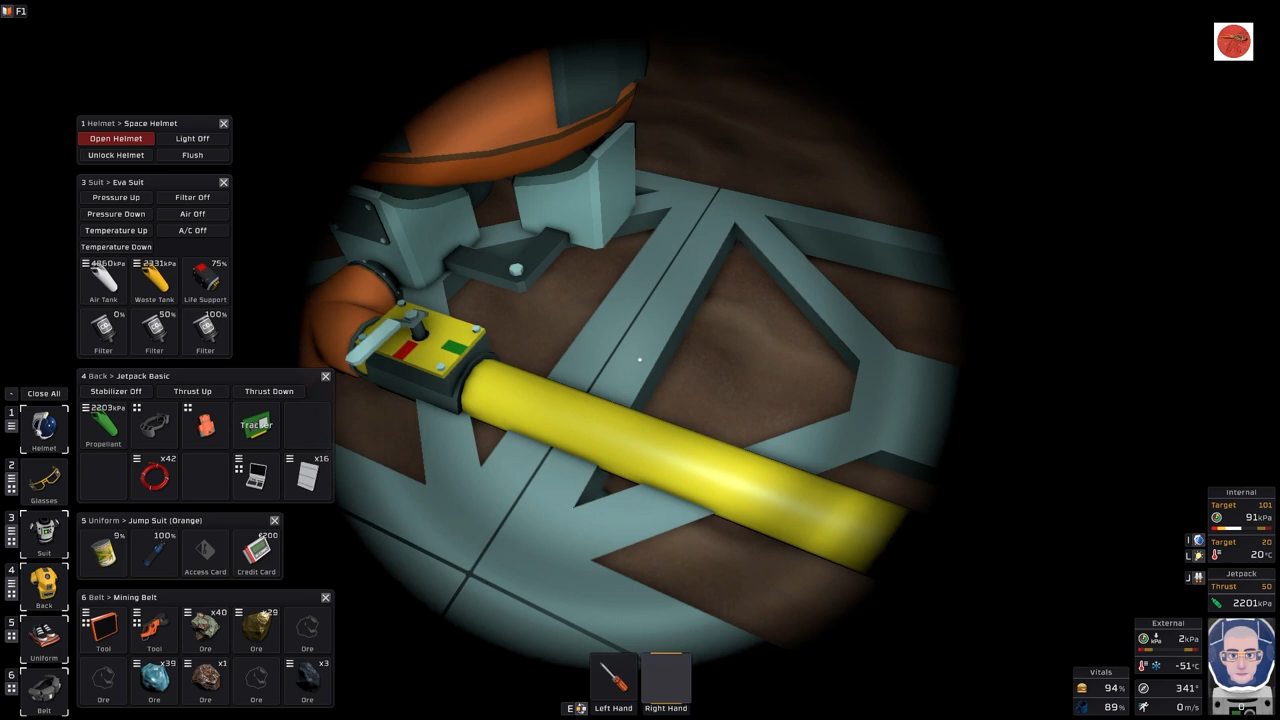 F1
1 Helmet > Space Helmet
Open Helmet Light Off
Unlock Helmet Flush
3 Suit > Eva Suit
Pressure Up Filter Off
Pressure Down Air Off
Temperature Up A/C Off
Temperature Down
4860kPa 2331kPa 75%
Air Tank Waste Tank Life Support
0% 50% 100%
Filter Filter Filter
4 Back > Jetpack Basic
Stabilizer Off Thrust Up Thrust Down
2203kPa
Tracker
Propellant
x42 x16
5 Uniform > Jump Suit (Orange)
9% 100% €200
Access Card Credit Card
6 Belt > Mining Belt
x40 x29
Tool Tool Ore Ore Ore
x39 x1 x3
Ore Ore Ore Ore Ore
- Close All
1
Helmet
2
Glasses
3
Suit
4
Back
5
Uniform
6
Belt
E Left Hand Right Hand
Internal
Target 101
91kPa
Target 20
20°C
I
L
J
Jetpack
Thrust 50
2201kPa
External
kPa 2kPa
-51°C
341°
0m/s
Vitals
94%
89%
0